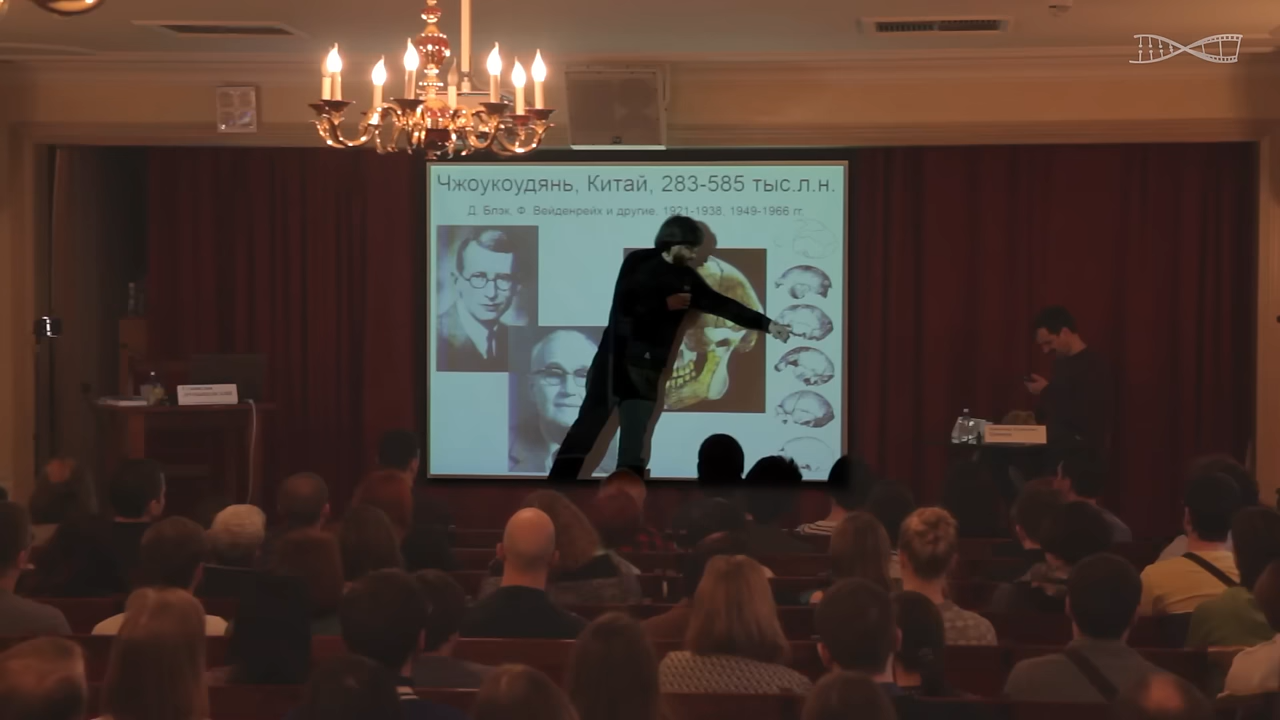 Чжоукоудянь, Китай, 283-585 тыс.л.н.
Д. Блэк, Ф. Вейденрейх и другие, 1921-1938, 1949-1966 гг.